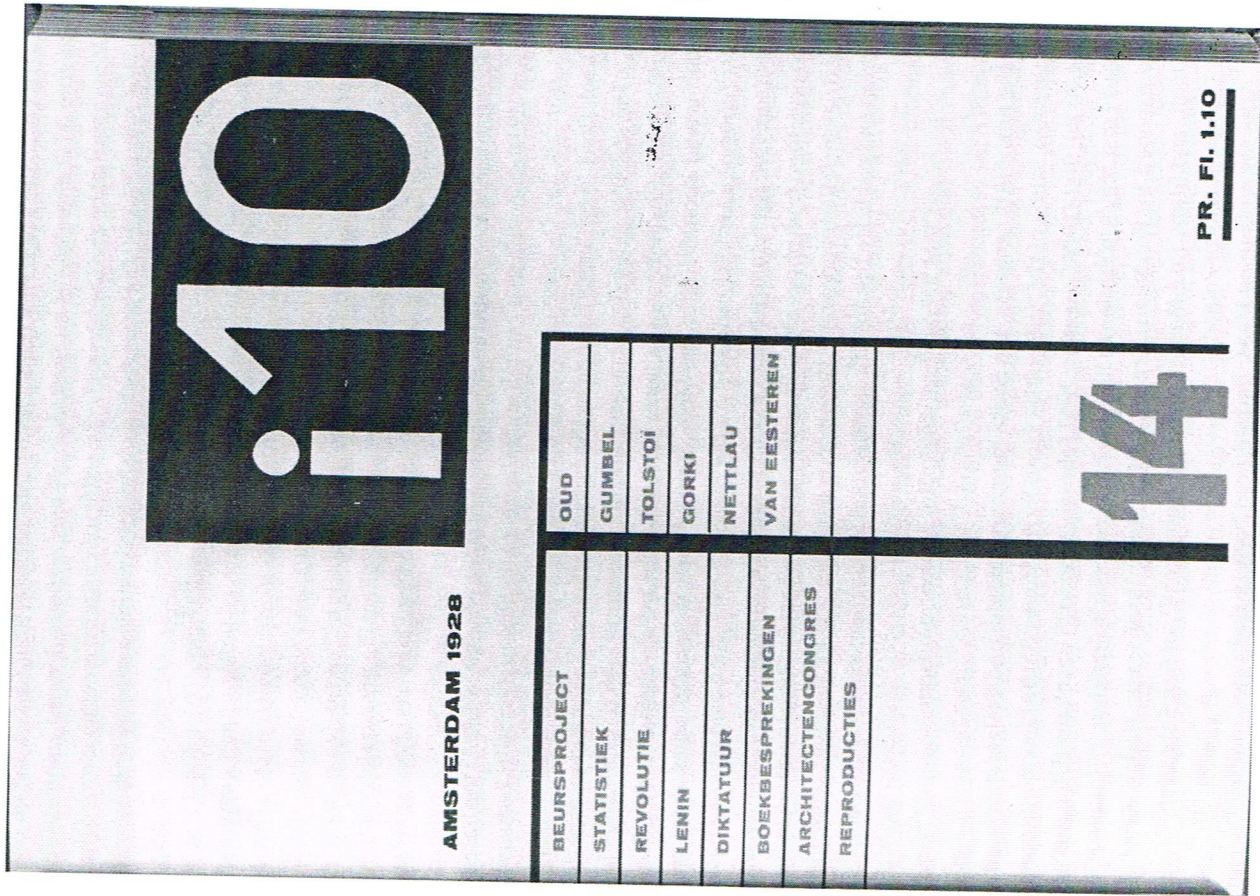 i10
AMSTERDAM 1928
BEURSPROJECT OUD
STATISTIEK GUMBEL
REVOLUTIE TOLSTOÏ
LENIN GORKI
DIKTATUUR NETTLAU
BOEKBESPREKINGEN VAN EESTEREN
ARCHITECTENCONGRES
REPRODUCTIES
14
PR. Fl. 1.10